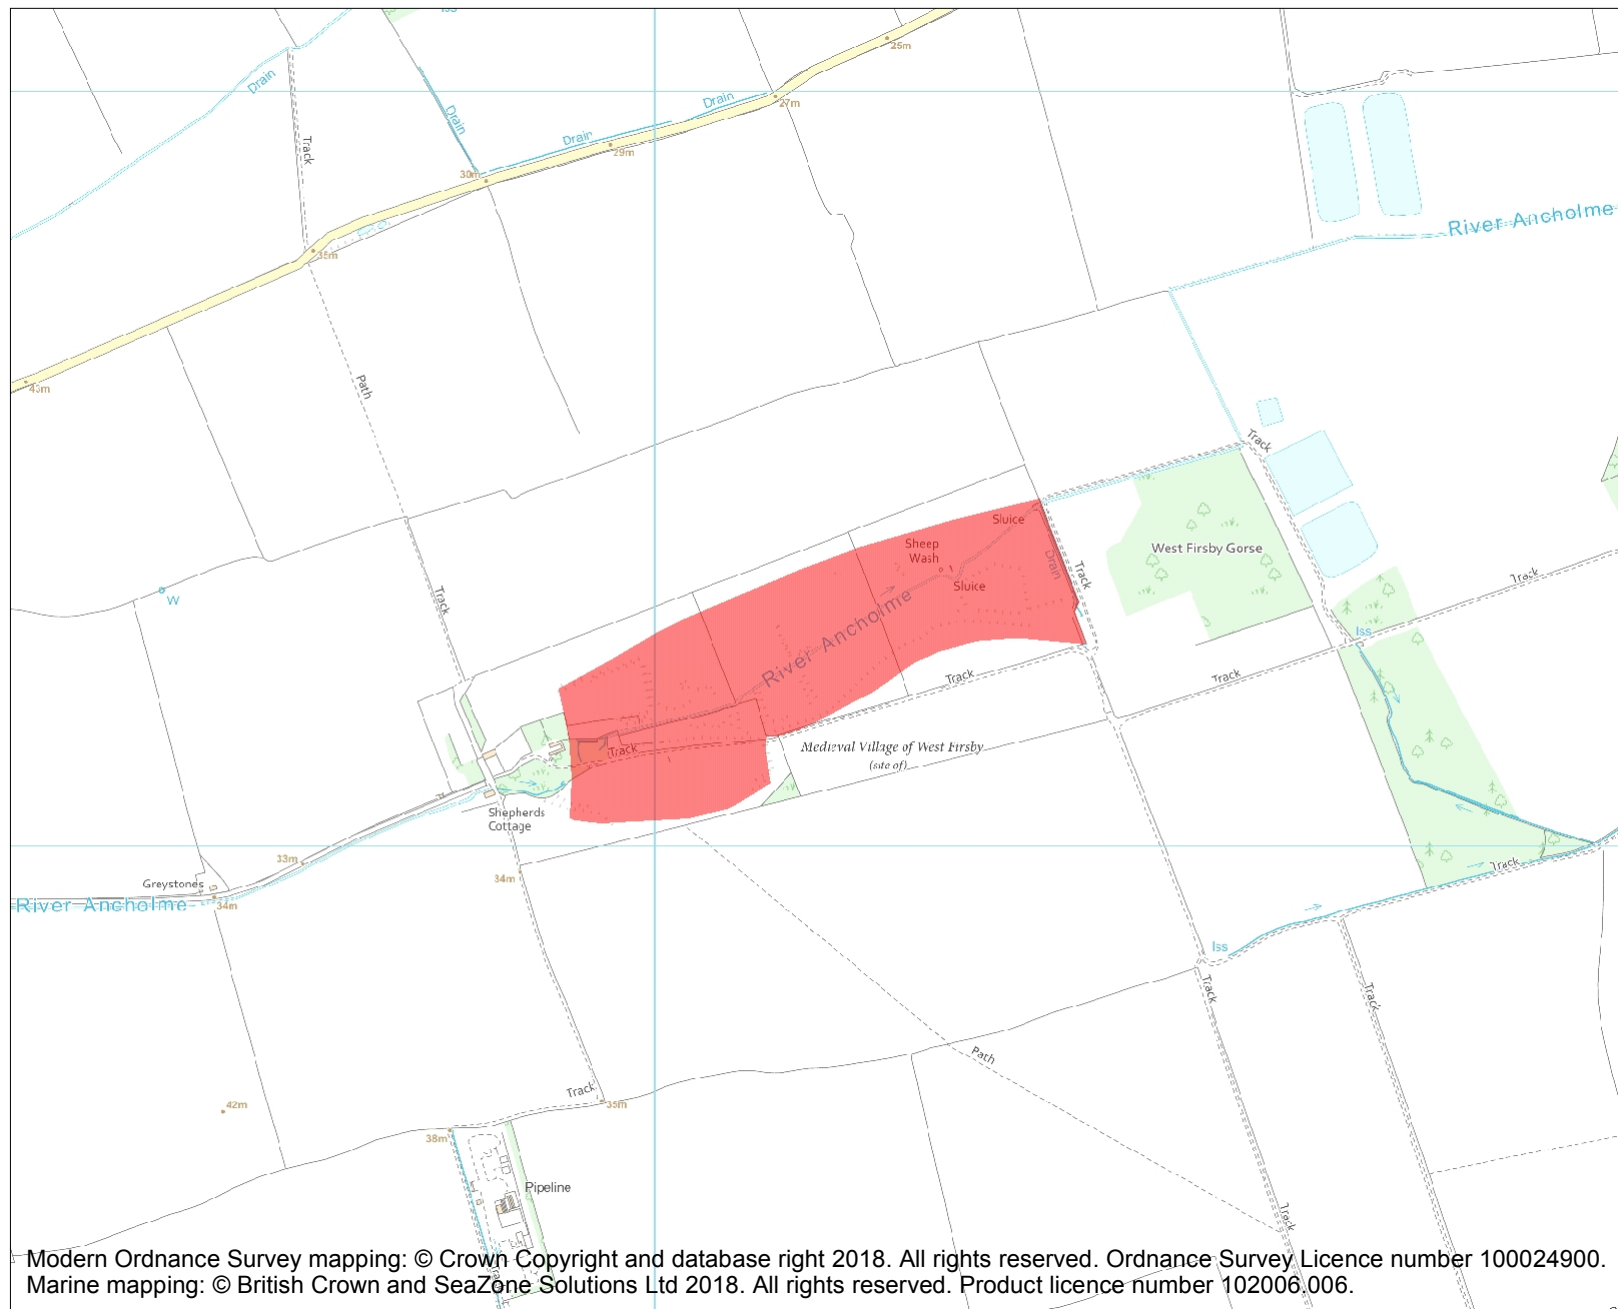 Iss
25m
Drain
27m
Drain
Drain
Drain
29m
Track
30m
River Ancholme
35m
Path
43m
Track
Sluice
Sheep
Wash
West Firsby Gorse
Drain
Track
Track
Sluice
W
Track
River Ancholme
Iss
Track
Track
Track
Medieval Village of West Firsby
(site of)
Shepherds
Cottage
33m
Greystones
34m
34m
River Ancholme
Track
Iss
Track
Track
Path
Track
35m
42m
38m
Pipeline
Track
Track
Modern Ordnance Survey mapping: © Crown Copyright and database right 2018. All rights reserved. Ordnance Survey Licence number 100024900.
Marine mapping: © British Crown and SeaZone Solutions Ltd 2018. All rights reserved. Product licence number 102006.006.